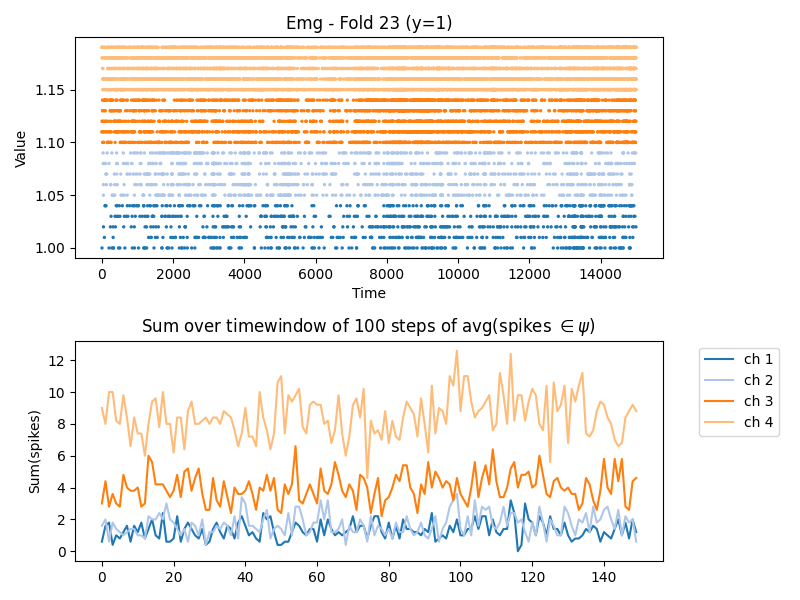 Emg - Fold 23 (y=1)
Value
1.15
1.10
1.05
1.00
0 2000 4000 6000 8000 10000 12000 14000
Time
Sum over timewindow of 100 steps of avg(spikes ∈ψ)
Sum(spikes)
12
10
8
6
4
2
0
0 20 40 60 80 100 120 140
ch 1
ch 2
ch 3
ch 4